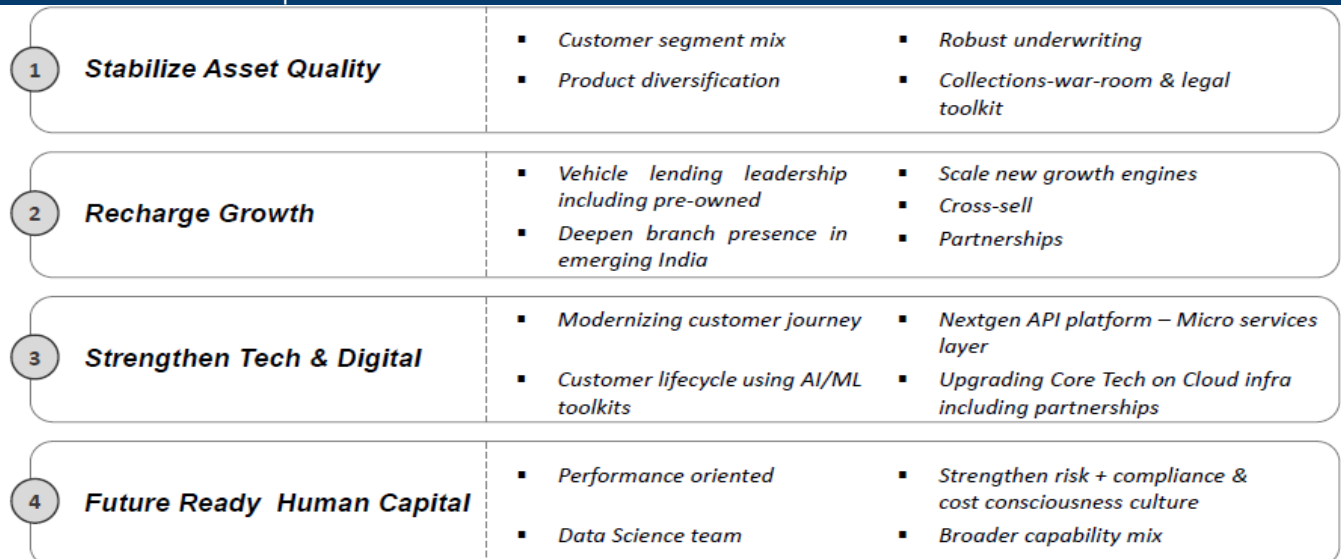 1
Stabilize Asset Quality
▪ Customer segment mix
▪ Product diversification
▪ Robust underwriting
▪ Collections-war-room & legal
toolkit
2
Recharge Growth
▪ Vehicle lending leadership
including pre-owned
▪ Deepen branch presence in
emerging India
▪ Scale new growth engines
▪ Cross-sell
▪ Partnerships
3
Strengthen Tech & Digital
▪ Modernizing customer journey
▪ Customer lifecycle using AI/ML
toolkits
▪ Nextgen API platform – Micro services
layer
▪ Upgrading Core Tech on Cloud infra
including partnerships
4
Future Ready Human Capital
▪ Performance oriented
▪ Data Science team
▪ Strengthen risk + compliance &
cost consciousness culture
▪ Broader capability mix